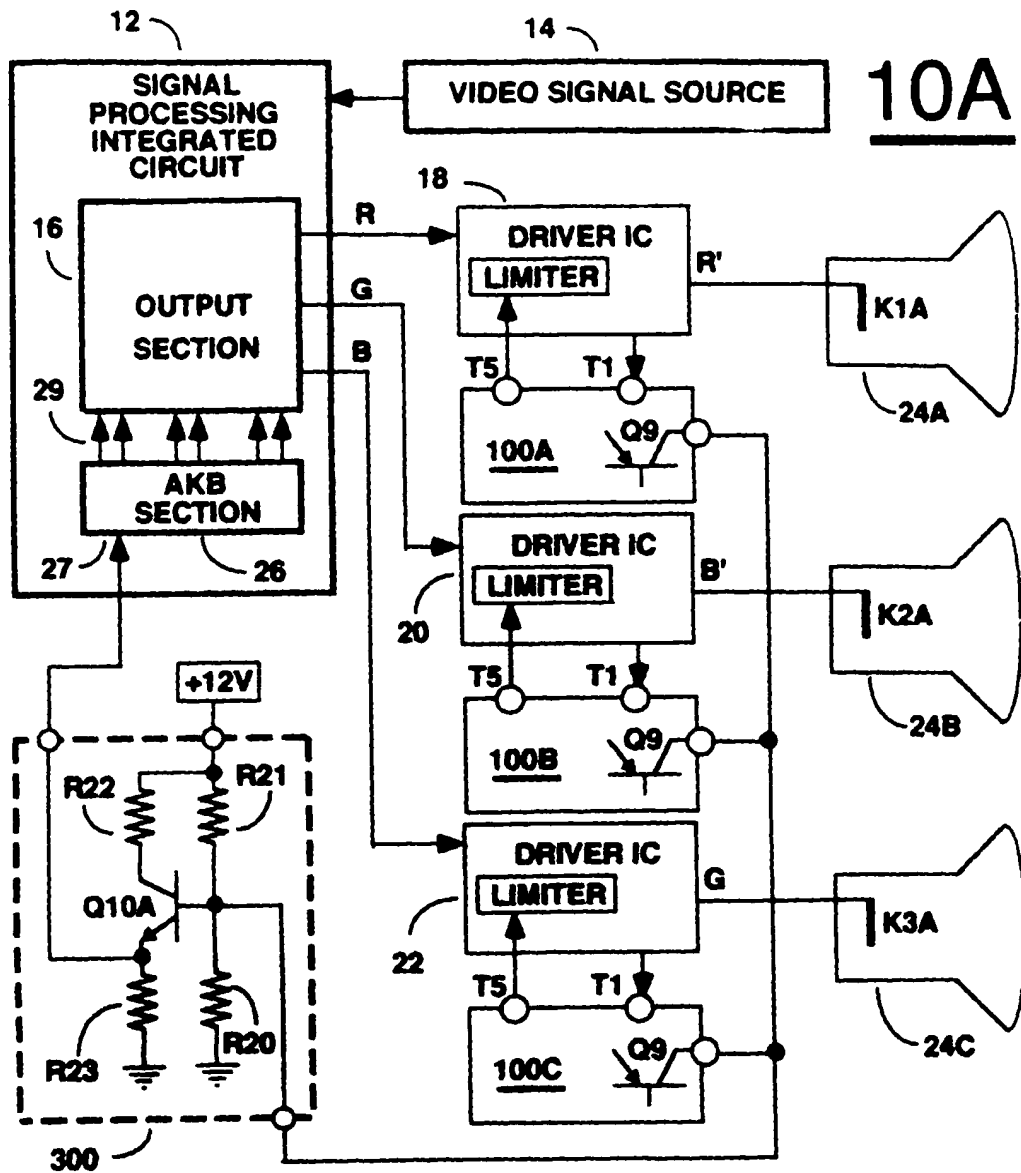 12
14
10A
SIGNAL
PROCESSING
INTEGRATED
CIRCUIT
VIDEO SIGNAL SOURCE
18
16
R
DRIVER IC
LIMITER
R'
OUTPUT
SECTION
G
K1A
B
T5
T1
29
24A
Q9
100A
AKB
SECTION
27
26
DRIVER IC
LIMITER
B'
20
K2A
+12V
T5
T1
24B
Q9
100B
R22
R21
DRIVER IC
LIMITER
G
Q10A
K3A
22
T5
T1
R23
R20
Q9
24C
100C
300